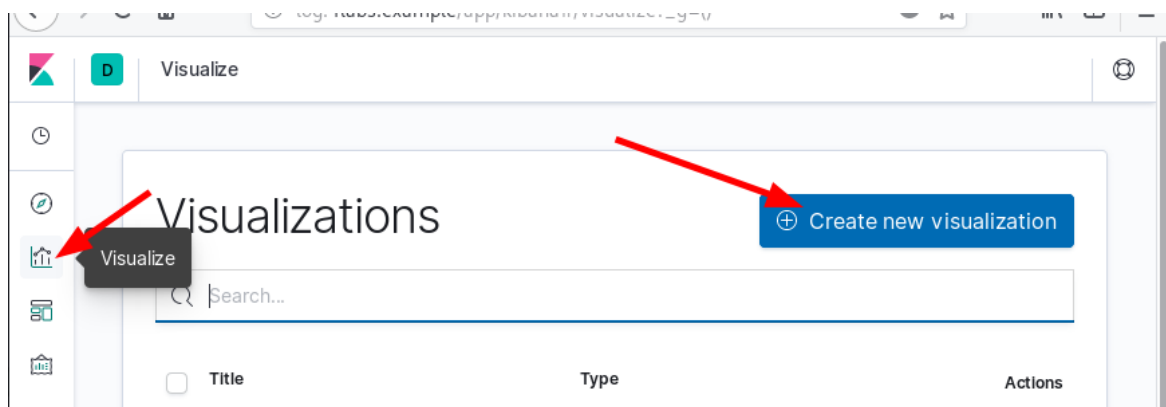 D Visualize
Visualizations
Create new visualization
Visualize
Search...
Title Type Actions